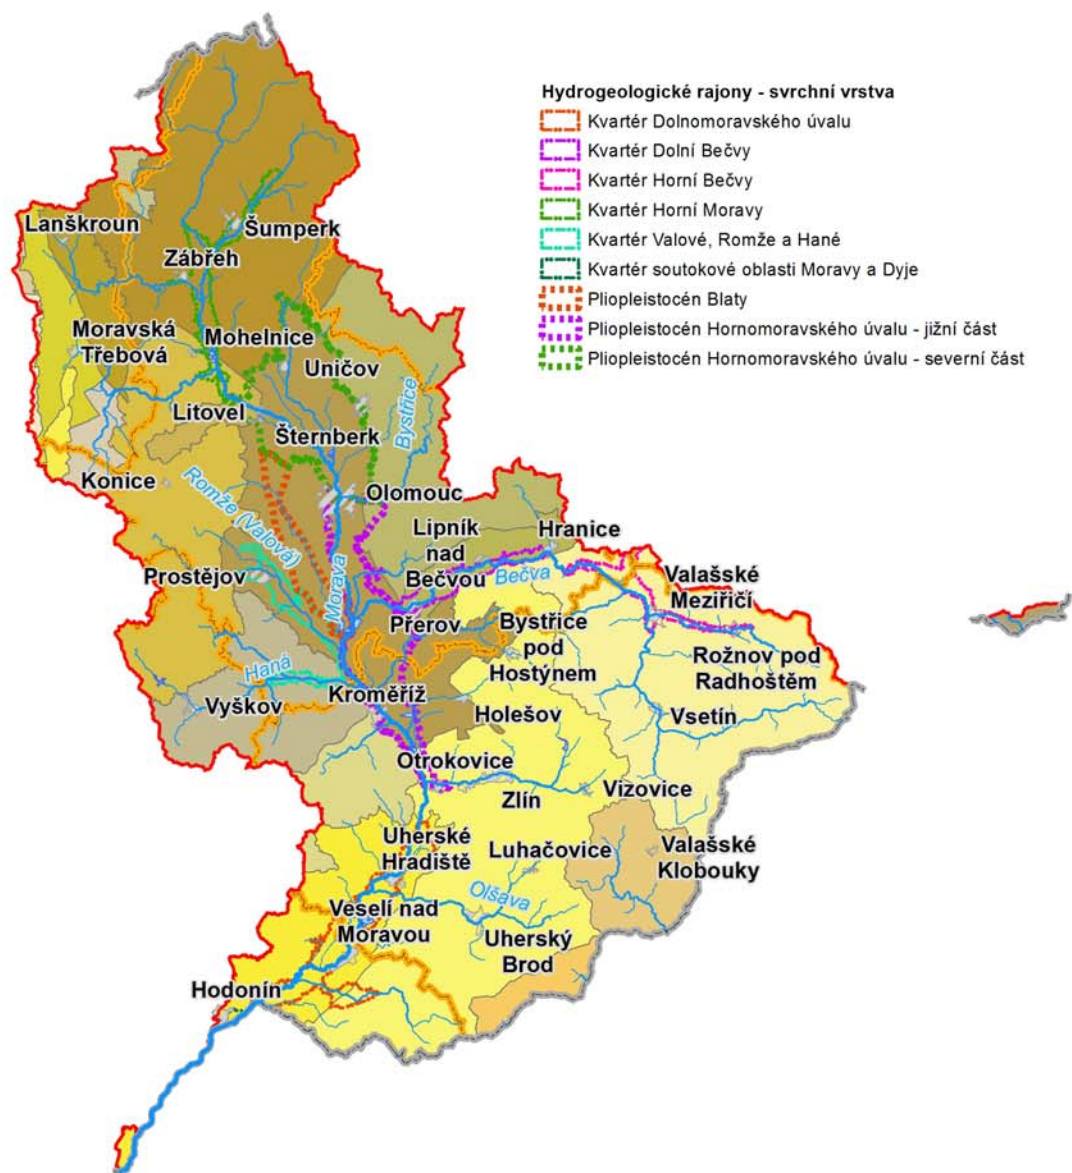 Hydrogeologické rajony - svrchní vrstva
Kvartér Dolnomoravského úvalu
Kvartér Dolní Bečvy
Kvartér Horní Bečvy
Kvartér Horní Moravy
Kvartér Valové, Romže a Hané
Kvartér soutokové oblasti Moravy a Dyje
Pliopleistocén Blaty
Pliopleistocén Hornomoravského úvalu - jižní část
Pliopleistocén Hornomoravského úvalu - severní část
Lanškroun
Šumperk
Zábřeh
Moravská
Třebová
Mohelnice
Uničov
Litovel
Bystřice
Šternberk
Konice
Romže (Valová)
Olomouc
Hranice
Lipník
nad
Bečvou
Bečva
Morava
Prostějov
Valašské
Meziříčí
Přerov
Bystřice
pod
Hostýnem
Rožnov pod
Radhoštěm
Haná
Kroměříž
Vyškov
Holešov
Vsetín
Otrokovice
Zlín
Vizovice
Uherské
Hradiště
Luhačovice
Valašské
Klobouky
Olšava
Veselí nad
Moravou
Uherský
Brod
Hodonín